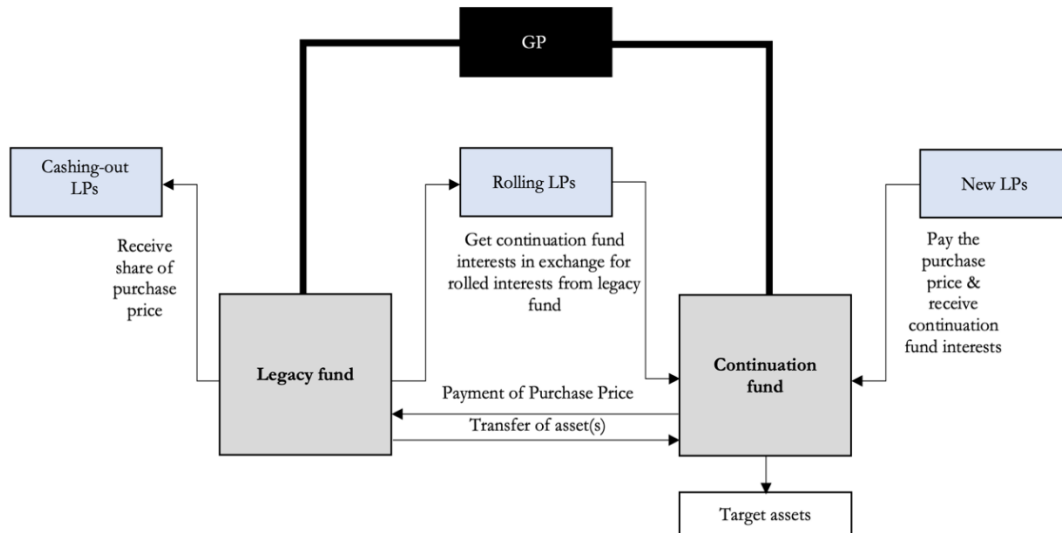 GP
Cashing-out
LPs
Rolling LPs
New LPs
Receive
share of
purchase
price
Get continuation fund
interests in exchange for
rolled interests from legacy
fund
Pay the
purchase
price &
receive
continuation
fund interests
Legacy fund
Continuation
fund
Payment of Purchase Price
Transfer of asset(s)
Target assets